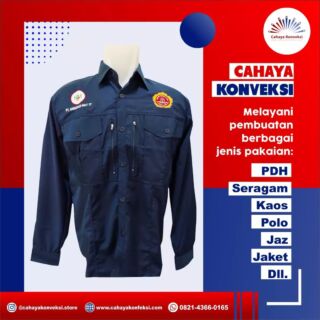 Cahaya Konveksi
CAHAYA
KONVEKSI
Melayani
pembuatan
berbagai
jenis pakaian:
PDH
Seragam
Kaos
Polo
Jaz
Jaket
Dll.
@cahayakonveksi.store
www.cahayakonfeksi.com
0821-4366-0165